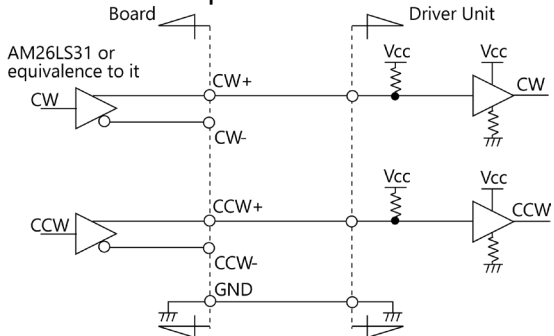 Board
Driver Unit
AM26LS31 or
equivalence to it
Vcc
Vcc
CW
CW+
CW
CW-
Vcc
Vcc
CCW
CCW+
CCW
CCW-
GND